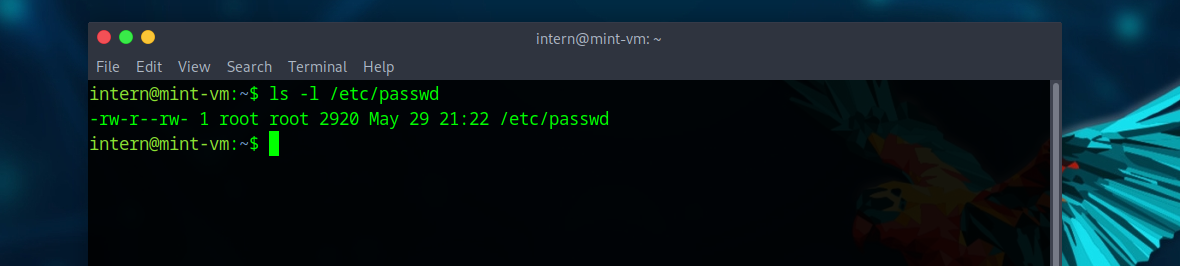 intern@mint-vm: ~
File Edit View Search Terminal Help
intern@mint-vm:~$ ls -l /etc/passwd
-rw-r--rw- 1 root root 2920 May 29 21:22 /etc/passwd
intern@mint-vm:~$